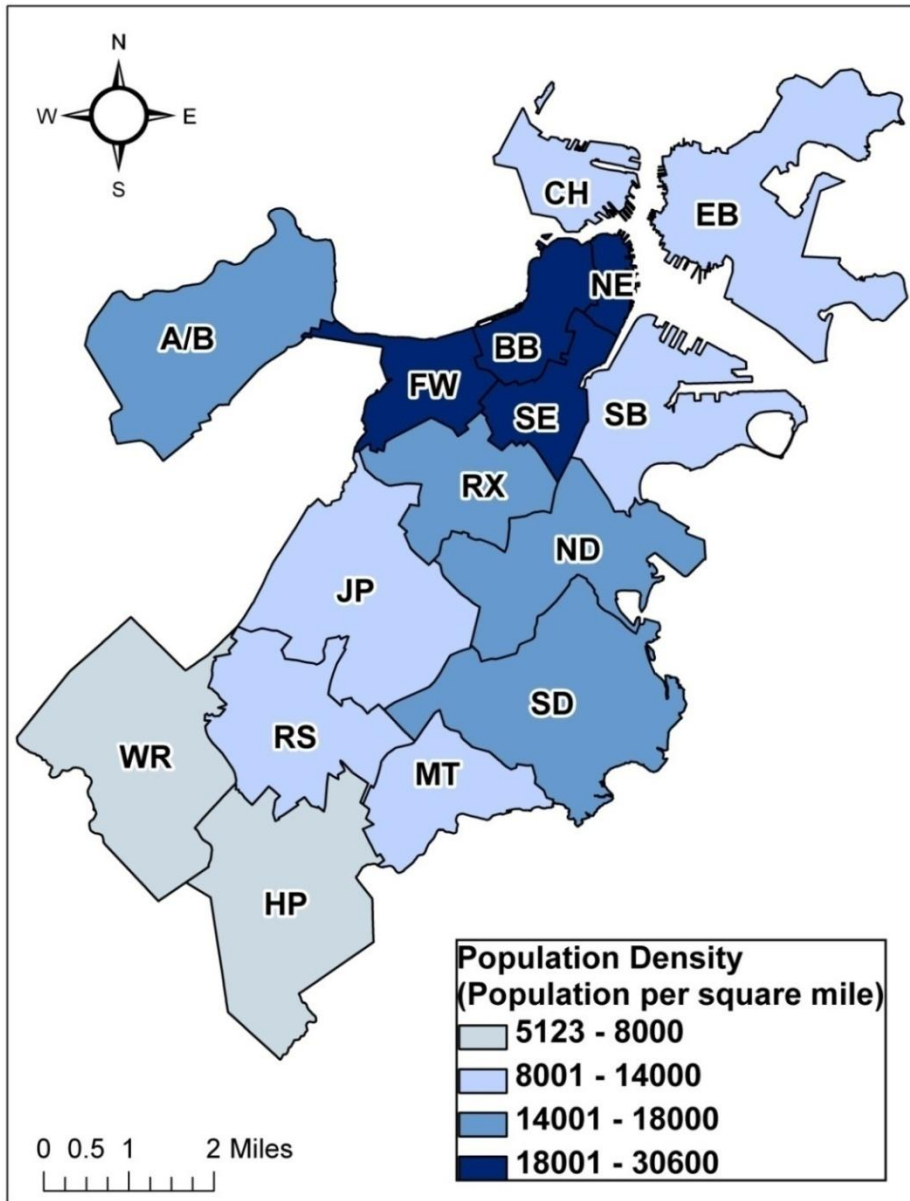 N
W E
S
CH
EB
NE
A/B
BB
FW
SE
SB
RX
ND
JP
SD
RS
WR
MT
HP
Population Density
(Population per square mile)
5123 - 8000
8001 - 14000
14001 - 18000
18001 - 30600
0 0.5 1 2 Miles